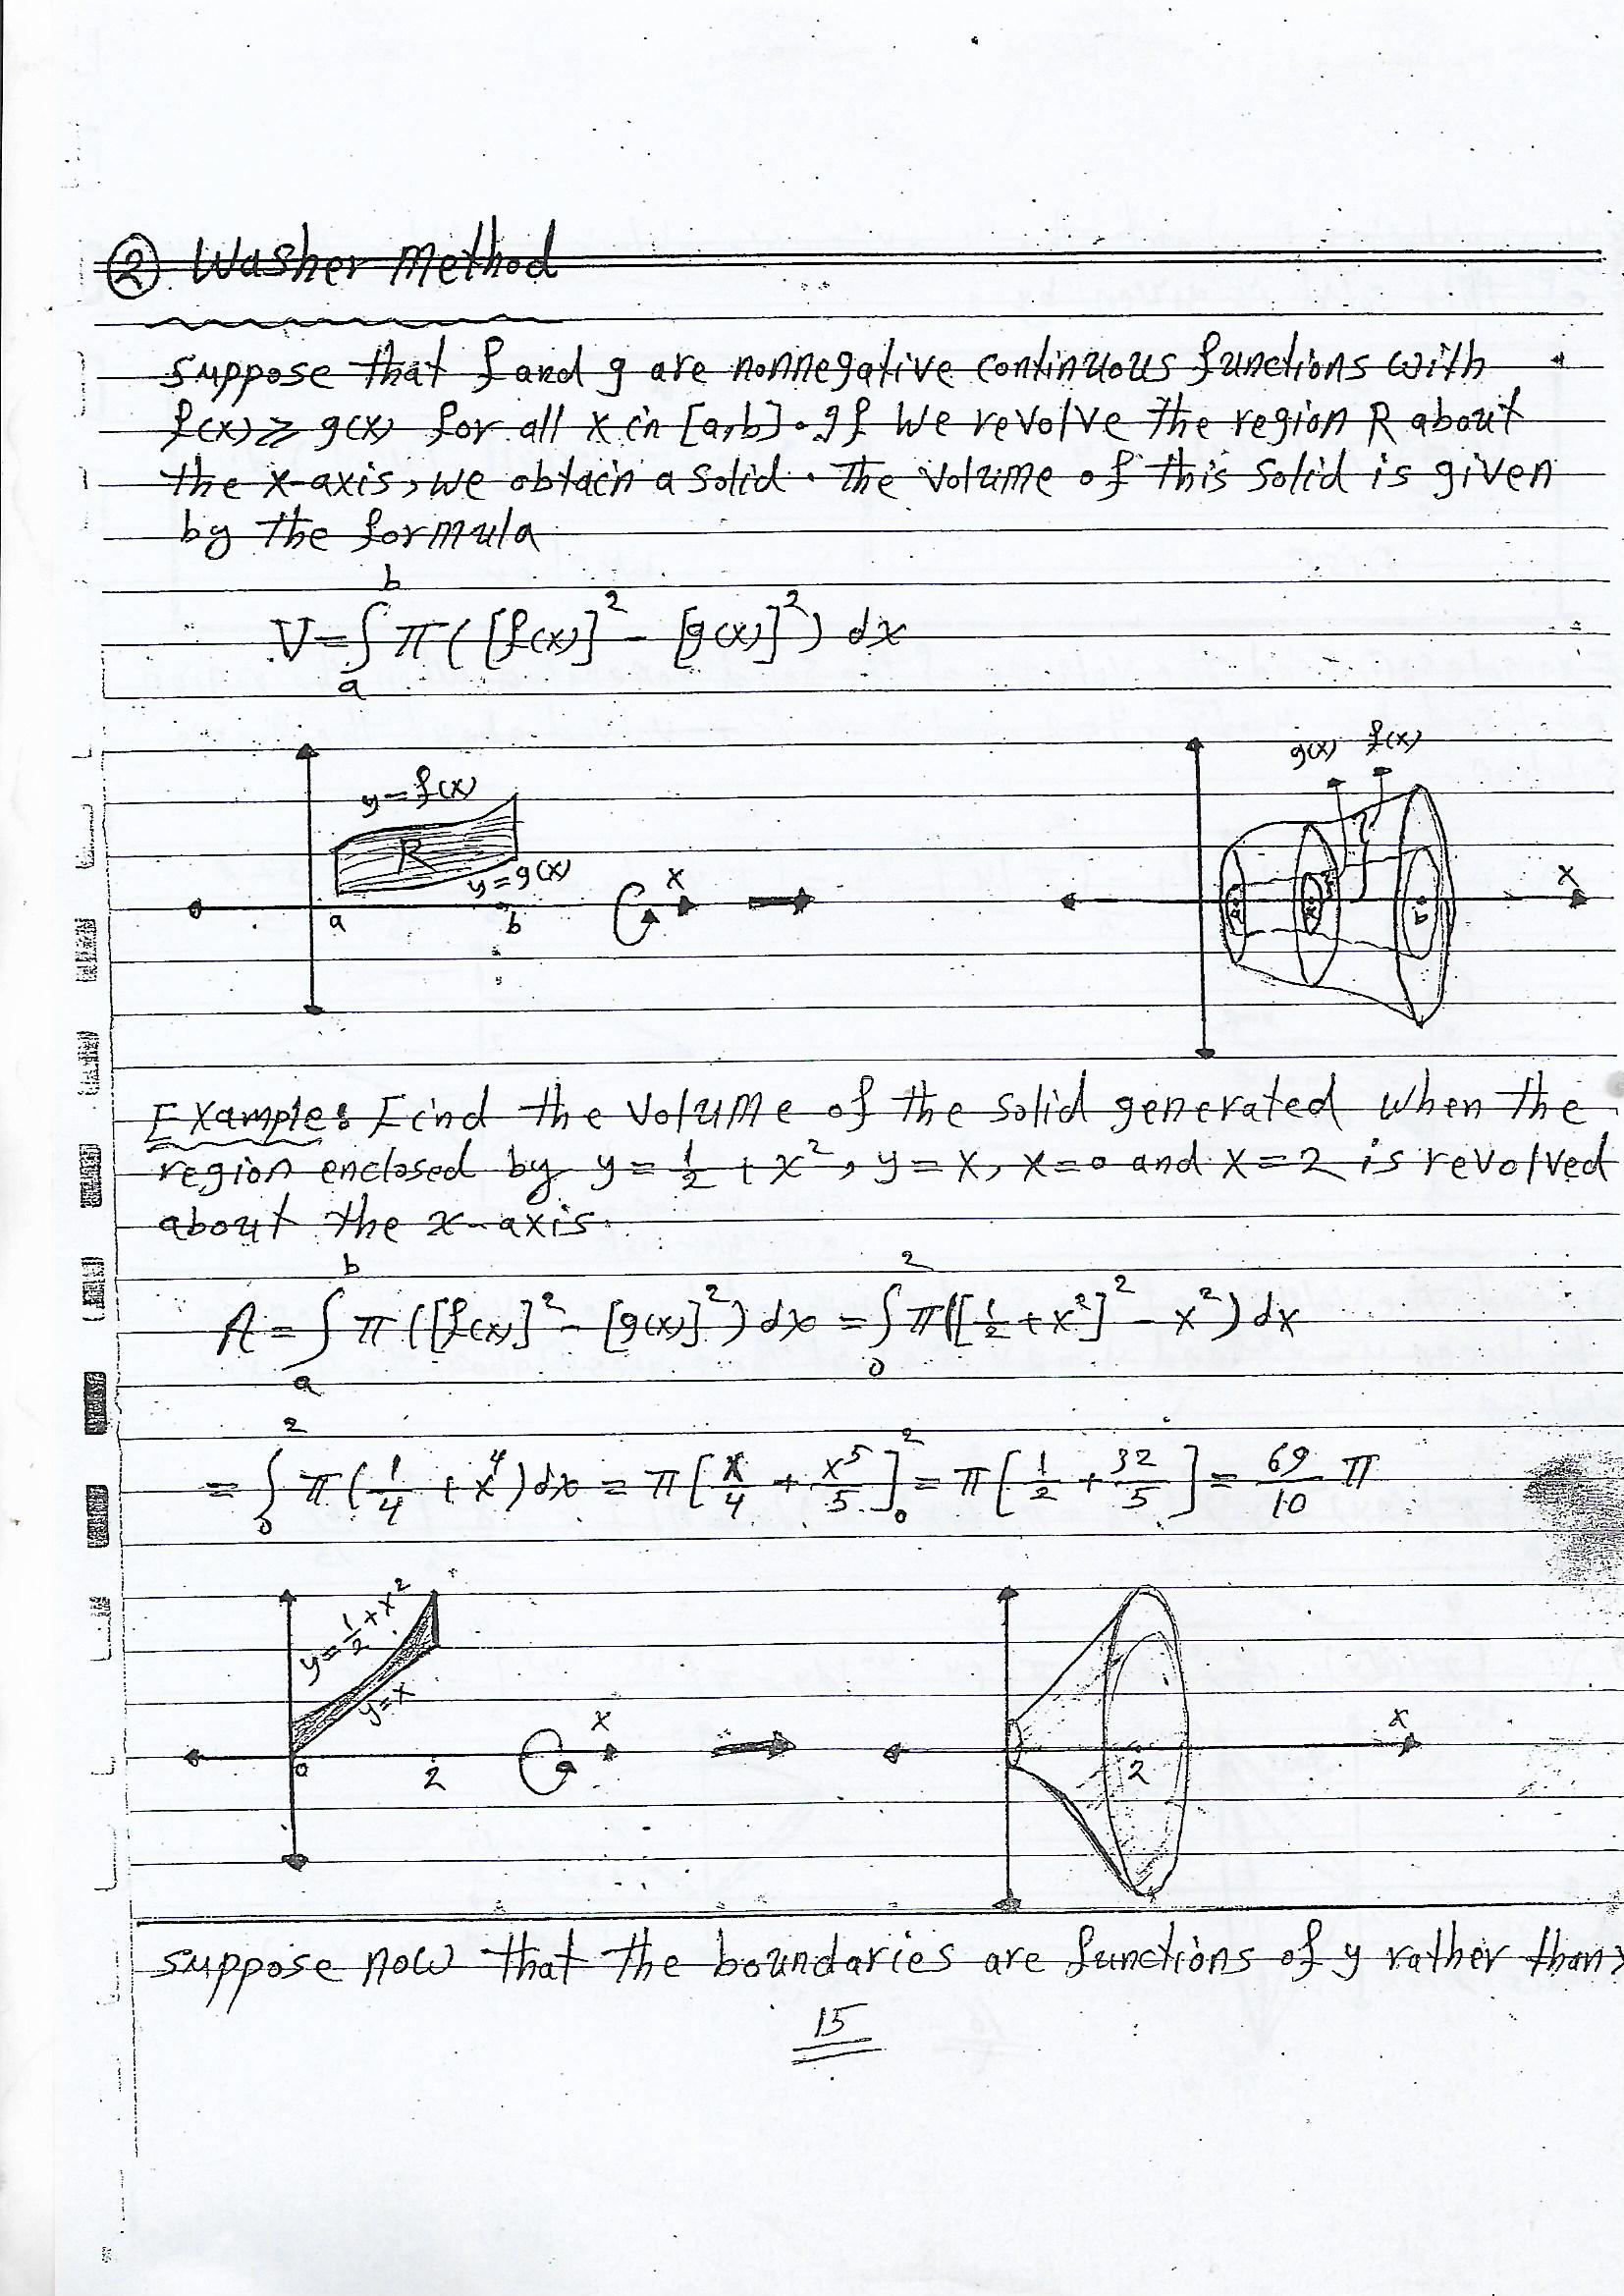 ② Washer Method
suppose that f and g are nonnegative continuous functions with
f(x) ≥ g(x) for all x in [a,b]. If we revolve the region R about
the x-axis, we obtain a solid. The volume of this solid is given
by the formula
V = ∫_a^b π([f(x)]² - [g(x)]²) dx
g(x) f(x)
y = f(x)
R
y = g(x)
a b x
a x b x
Example: Find the volume of the solid generated when the
region enclosed by y = 1/2 + x², y = x, x = 0 and x = 2 is revolved
about the x-axis.
A = ∫_a^b π([f(x)]² - [g(x)]²) dx = ∫_0^2 π([1/2 + x²]² - x²) dx
= ∫_0^2 π(1/4 + x⁴) dx = π[x/4 + x⁵/5]_0^2 = π[1/2 + 32/5] = 69/10 π
y = 1/2 + x²
y = x
0 2 x
2 x
suppose now that the boundaries are functions of y rather than x
15